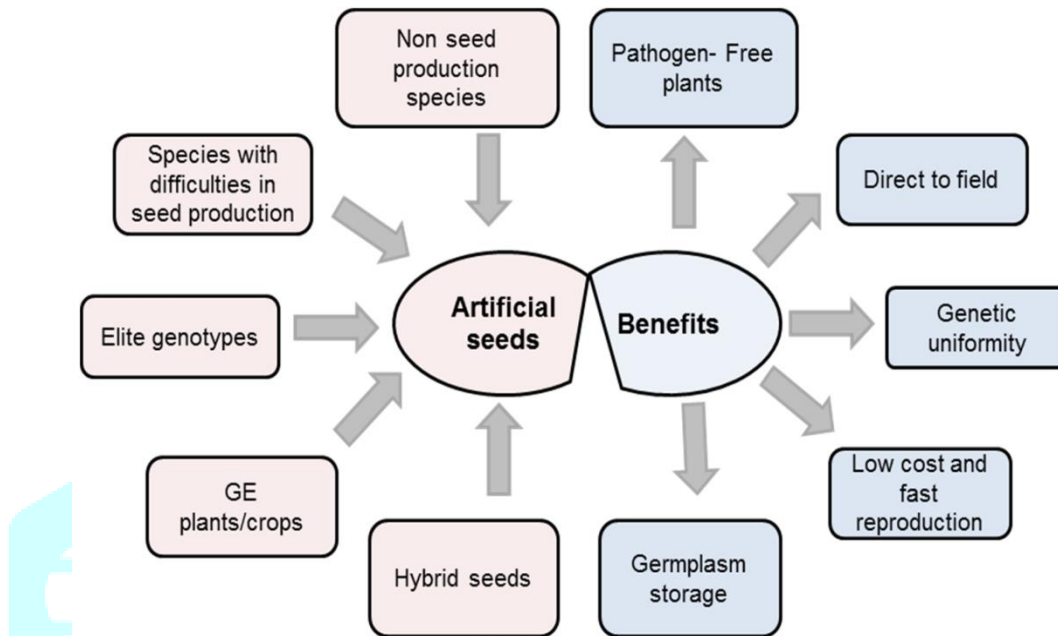 Non seed
production
species
Pathogen- Free
plants
Species with
difficulties in
seed production
Direct to field
Artificial
seeds
Benefits
Elite genotypes
Genetic
uniformity
GE
plants/crops
Low cost and
fast
reproduction
Hybrid seeds
Germplasm
storage